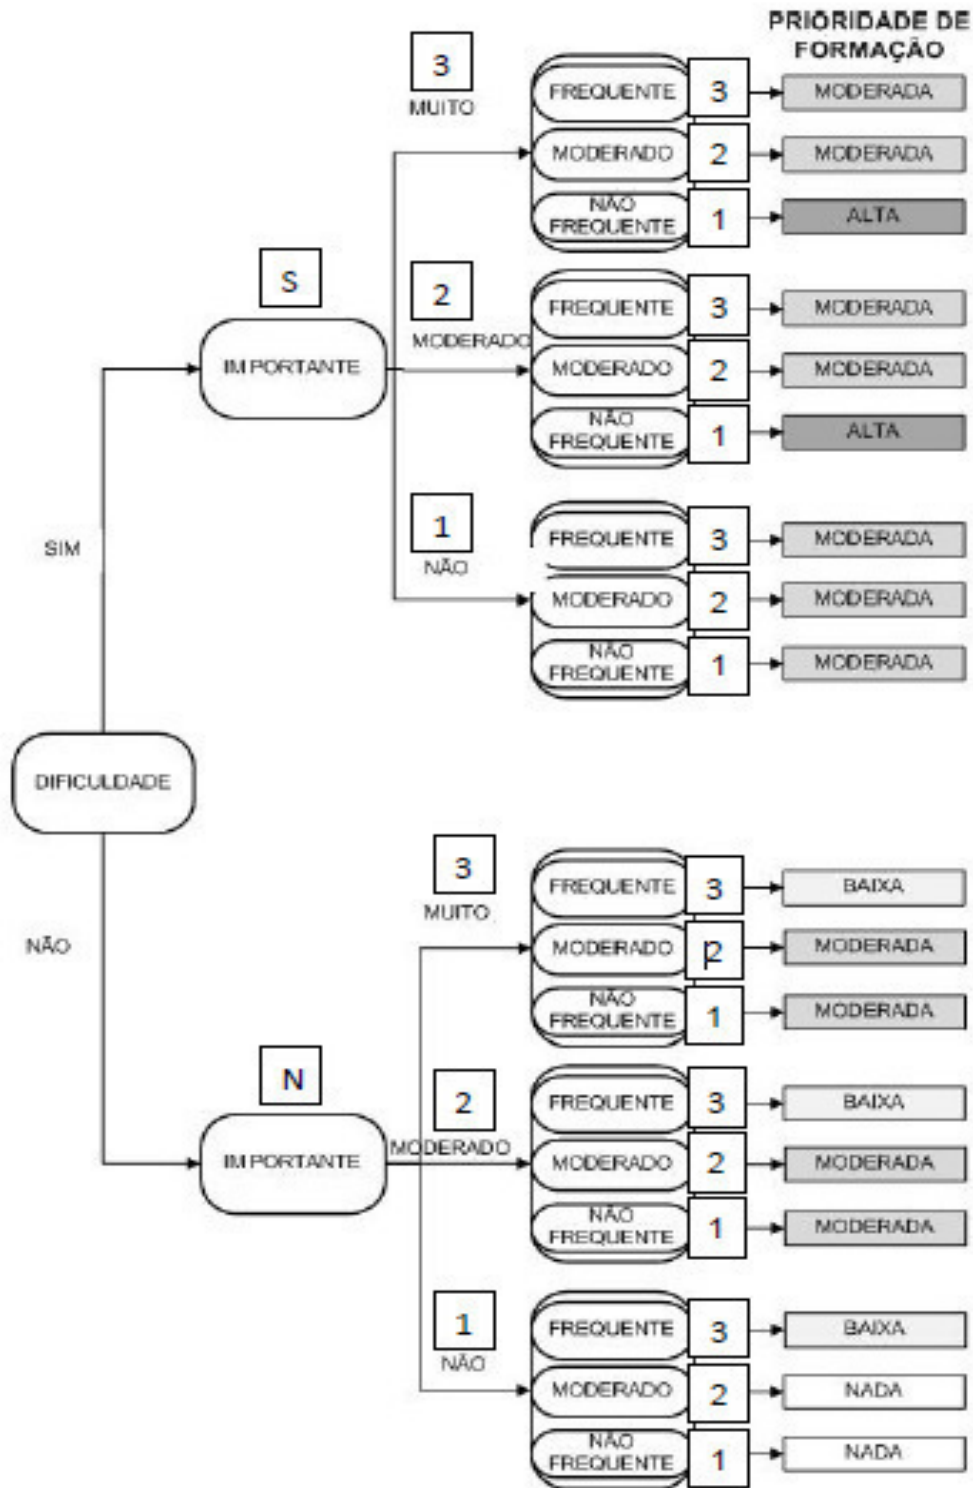 PRIORIDADE DE
FORMAÇÃO
3
MUITO
FREQUENTE 3 MODERADA
MODERADO 2 MODERADA
NÃO
FREQUENTE 1 ALTA
S
IMPORTANTE
2
MODERADO
FREQUENTE 3 MODERADA
MODERADO 2 MODERADA
NÃO
FREQUENTE 1 ALTA
1
NÃO
FREQUENTE 3 MODERADA
MODERADO 2 MODERADA
NÃO
FREQUENTE 1 MODERADA
SIM
DIFICULDADE
NÃO
3
MUITO
FREQUENTE 3 BAIXA
MODERADO 2 MODERADA
NÃO
FREQUENTE 1 MODERADA
N
IMPORTANTE
2
MODERADO
FREQUENTE 3 BAIXA
MODERADO 2 MODERADA
NÃO
FREQUENTE 1 MODERADA
1
NÃO
FREQUENTE 3 BAIXA
MODERADO 2 NADA
NÃO
FREQUENTE 1 NADA